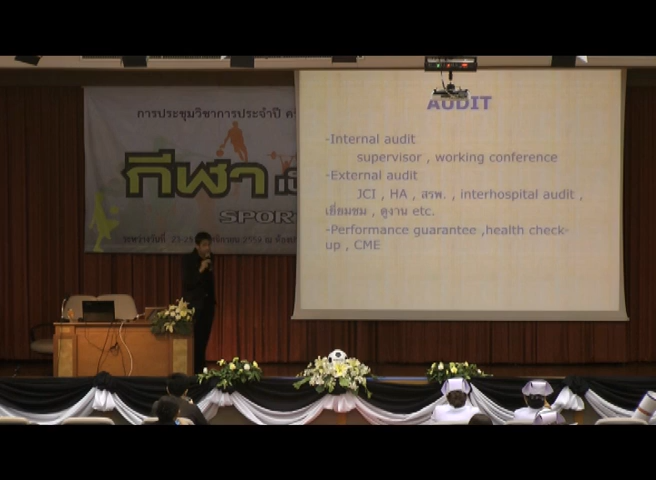 การประชุมวิชาการประจำปี
กีฬา
SPOR
AUDIT
-Internal audit
supervisor , working conference
-External audit
JCI , HA , สรพ. , interhospital audit ,
เยี่ยมชม , ดูงาน etc.
-Performance guarantee ,health check-
up , CME